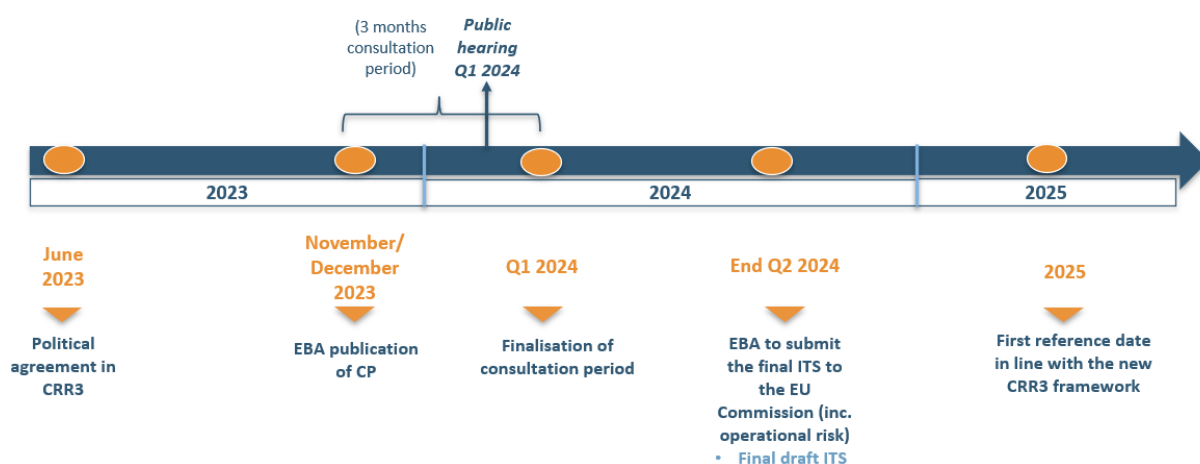 (3 months
consultation
period)
Public
hearing
Q1 2024
2023
2024
2025
June
2023
Political
agreement in
CRR3
November/
December
2023
EBA publication
of CP
Q1 2024
Finalisation of
consultation period
End Q2 2024
EBA to submit
the final ITS to
the EU
Commission (inc.
operational risk)
• Final draft ITS
2025
First reference date
in line with the new
CRR3 framework